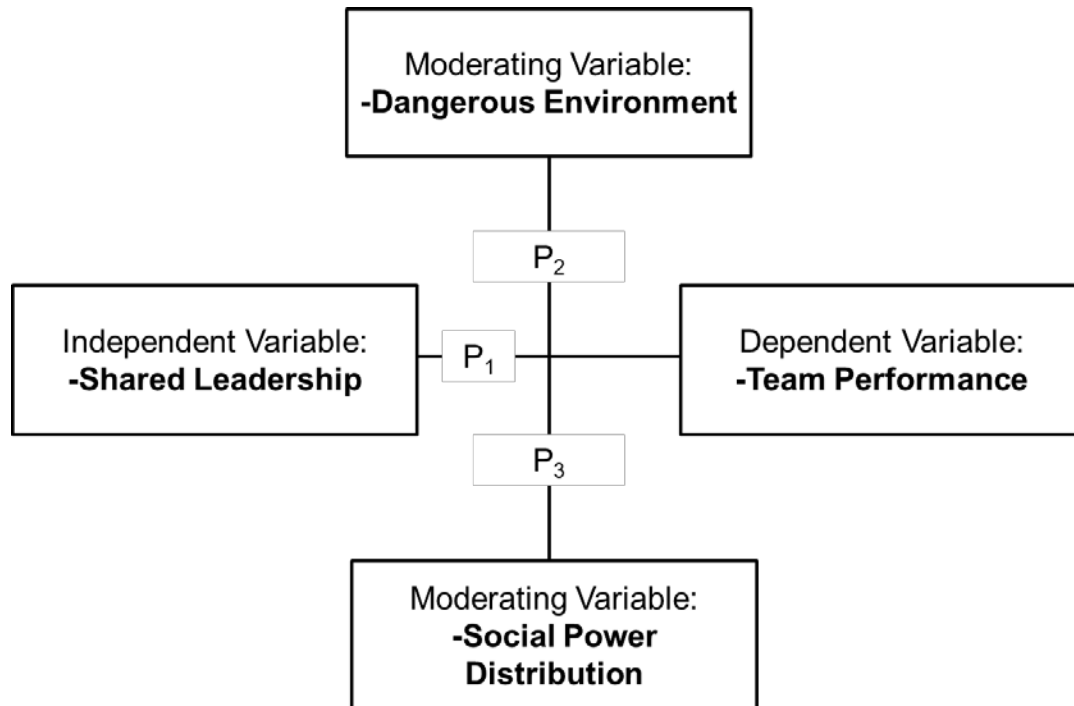 Moderating Variable:
-Dangerous Environment
P₂
Independent Variable:
-Shared Leadership
P₁
Dependent Variable:
-Team Performance
P₃
Moderating Variable:
-Social Power
Distribution